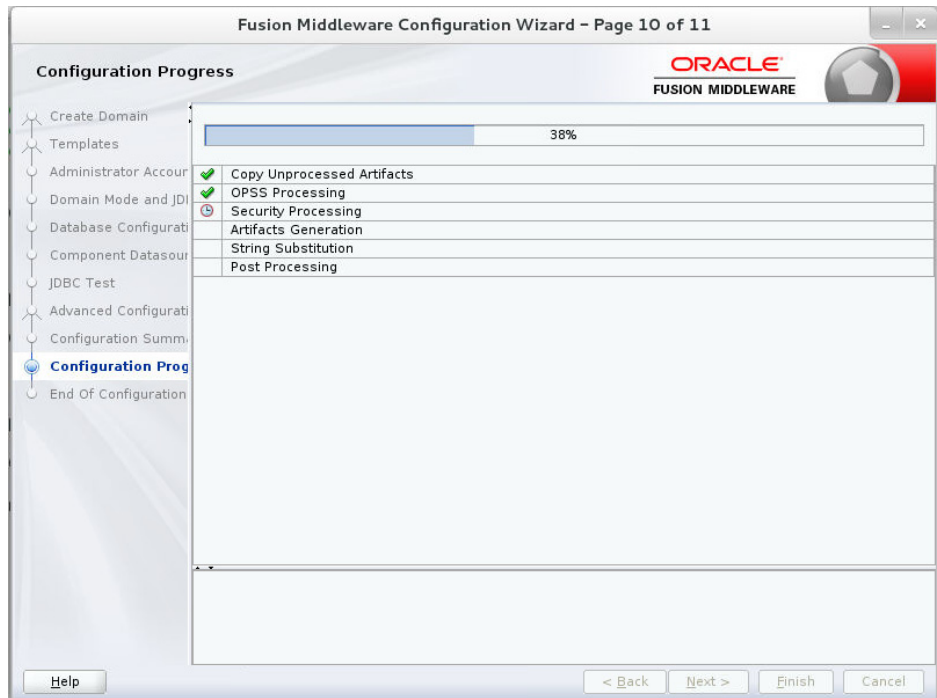 Fusion Middleware Configuration Wizard - Page 10 of 11
Configuration Progress
ORACLE
FUSION MIDDLEWARE
Create Domain
Templates
Administrator Accour
Domain Mode and JDI
Database Configurati
Component Datasour
JDBC Test
Advanced Configurati
Configuration Summ
Configuration Prog
End Of Configuration
38%
Copy Unprocessed Artifacts
OPSS Processing
Security Processing
Artifacts Generation
String Substitution
Post Processing
Help
< Back
Next >
Finish
Cancel